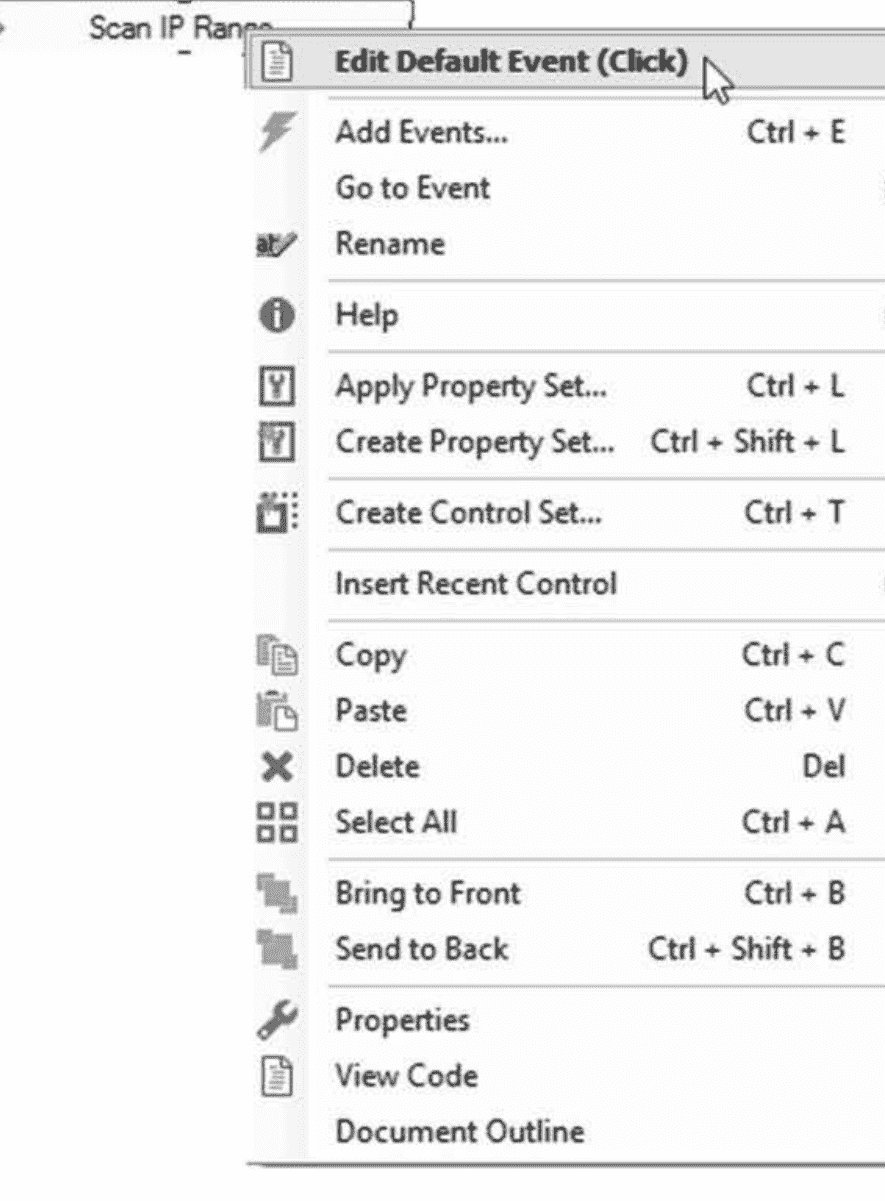 Scan IP Range
Edit Default Event (Click)
Add Events... Ctrl + E
Go to Event
Rename
Help
Apply Property Set... Ctrl + L
Create Property Set... Ctrl + Shift + L
Create Control Set... Ctrl + T
Insert Recent Control
Copy Ctrl + C
Paste Ctrl + V
Delete Del
Select All Ctrl + A
Bring to Front Ctrl + B
Send to Back Ctrl + Shift + B
Properties
View Code
Document Outline